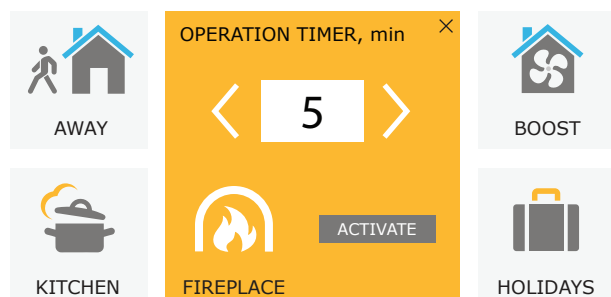 OPERATION TIMER, min
5
AWAY
BOOST
ACTIVATE
KITCHEN
FIREPLACE
HOLIDAYS